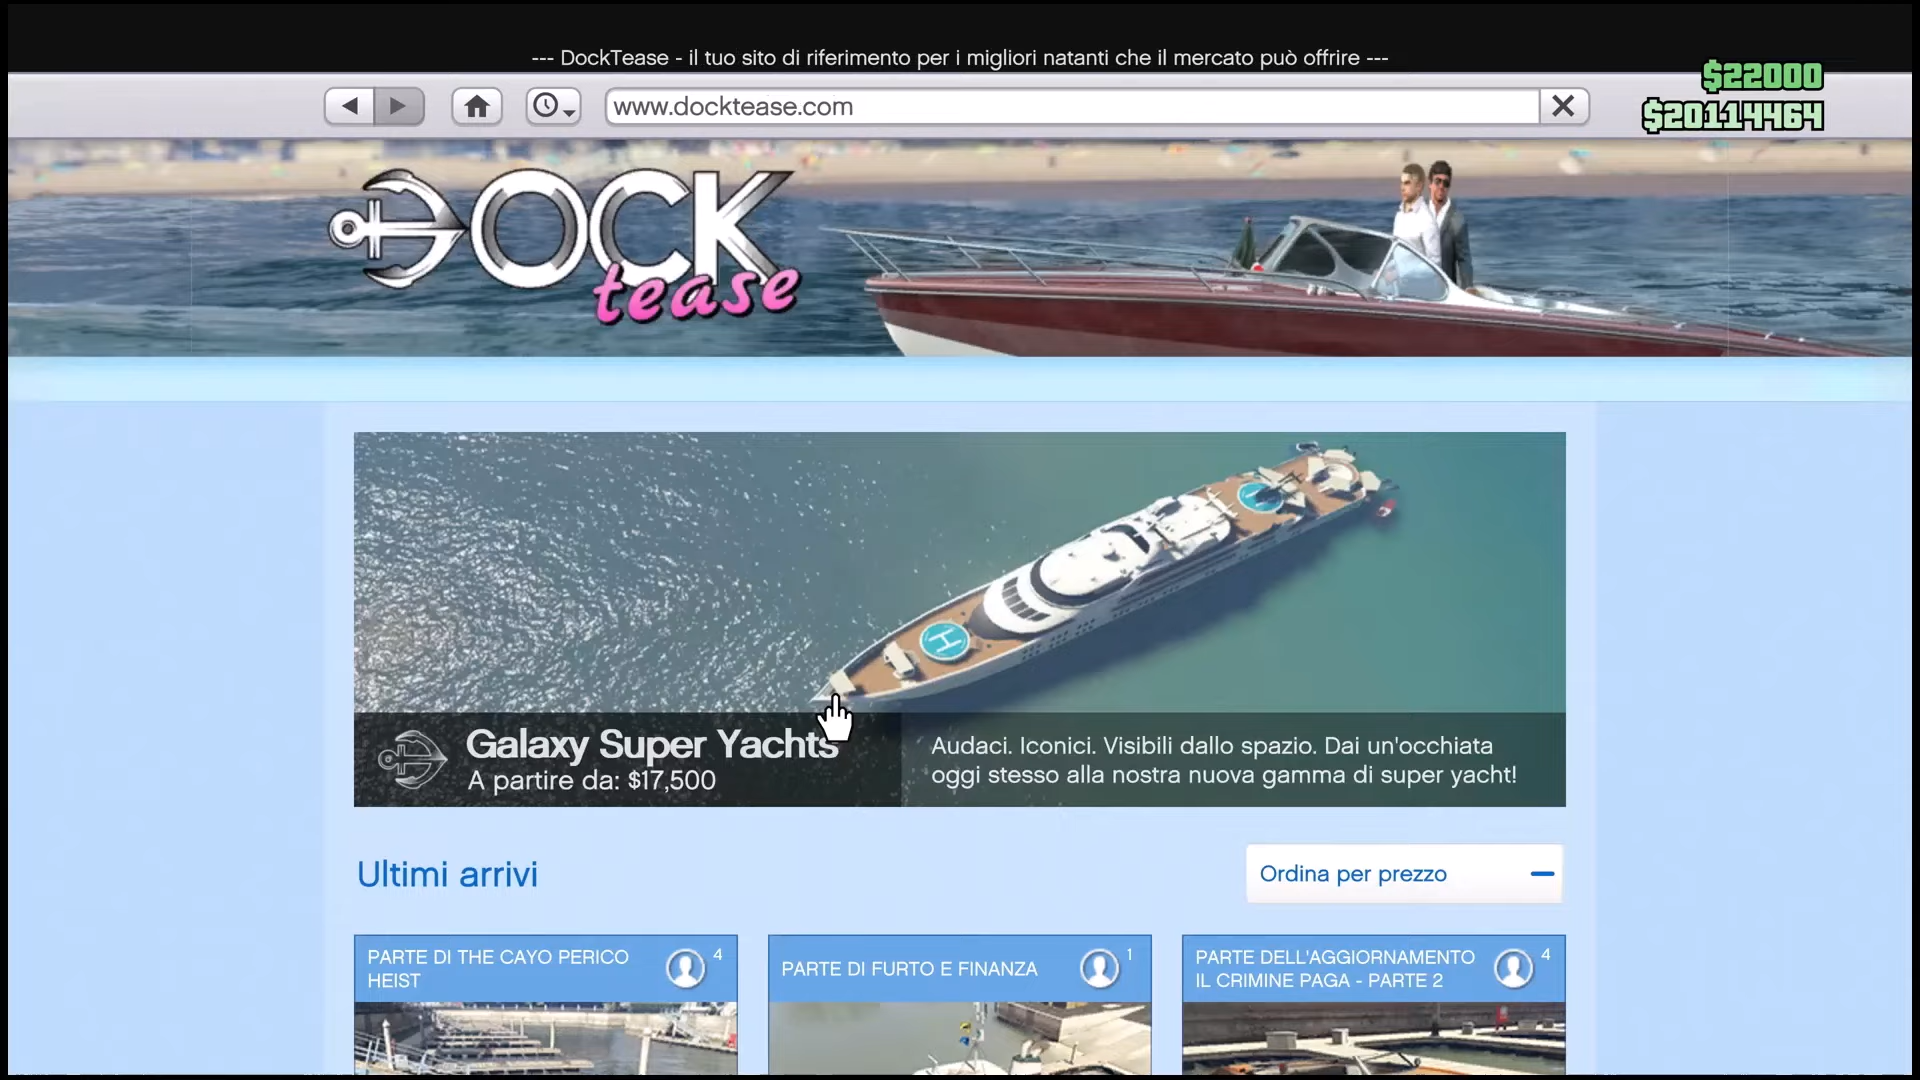 --- DockTease - il tuo sito di riferimento per i migliori natanti che il mercato può offrire ---
$22000
$20114464
www.docktease.com
DOCK
tease
H
Galaxy Super Yachts
A partire da: $17,500
Audaci. Iconici. Visibili dallo spazio. Dai un'occhiata
oggi stesso alla nostra nuova gamma di super yacht!
Ultimi arrivi
Ordina per prezzo
PARTE DI THE CAYO PERICO
HEIST
4
PARTE DI FURTO E FINANZA
1
PARTE DELL'AGGIORNAMENTO
IL CRIMINE PAGA - PARTE 2
4